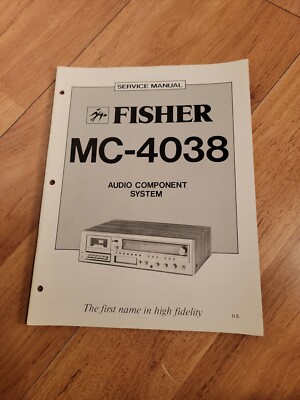 SERVICE MANUAL
FISHER
MC-4038
AUDIO COMPONENT
SYSTEM
The first name in high fidelity
U.S.